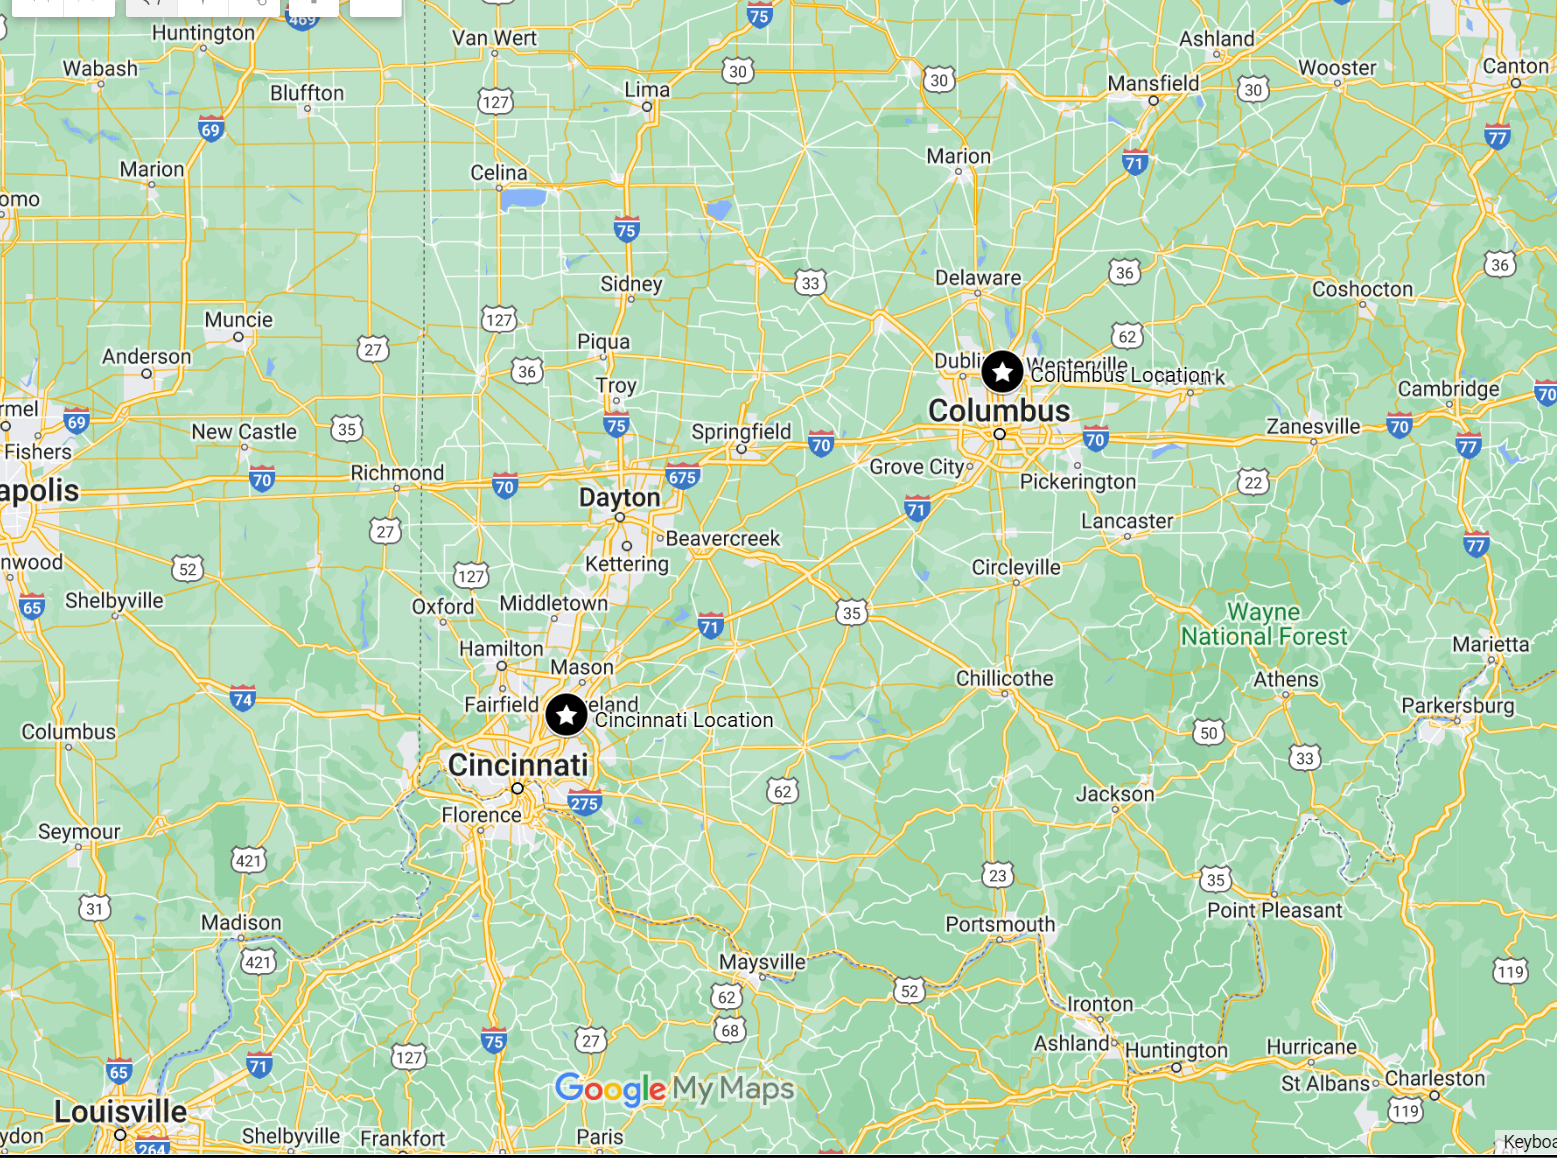 469
75
Huntington
Van Wert
Ashland
Wabash
Lima
30
30
Mansfield
30
Wooster
Canton
Bluffton
127
69
77
71
Marion
Celina
Marion
omo
75
33
Delaware
36
36
Sidney
Coshocton
Muncie
127
27
Piqua
62
Anderson
36
Dubli
Westerville
Columbus Location
rk
Troy
Cambridge
70
rmel
69
35
75
Columbus
New Castle
Springfield
70
70
Zanesville
70
77
Fishers
Richmond
70
70
675
Grove City
Pickerington
22
apolis
Dayton
71
Lancaster
27
Beavercreek
77
nwood
52
127
Kettering
Circleville
65
Shelbyville
Oxford
Middletown
35
Wayne
National Forest
71
Hamilton
Mason
Marietta
74
Chillicothe
Athens
Fairfield
eland
Cincinnati Location
Parkersburg
Columbus
50
33
Cincinnati
275
62
Jackson
Florence
Seymour
421
23
35
31
Point Pleasant
Madison
Portsmouth
421
Maysville
119
62
52
68
Ironton
75
27
Ashland
Huntington
Hurricane
127
65
71
St Albans
Charleston
Google My Maps
119
Louisville
ydon
264
Shelbyville
Frankfort
Paris
Keyboa